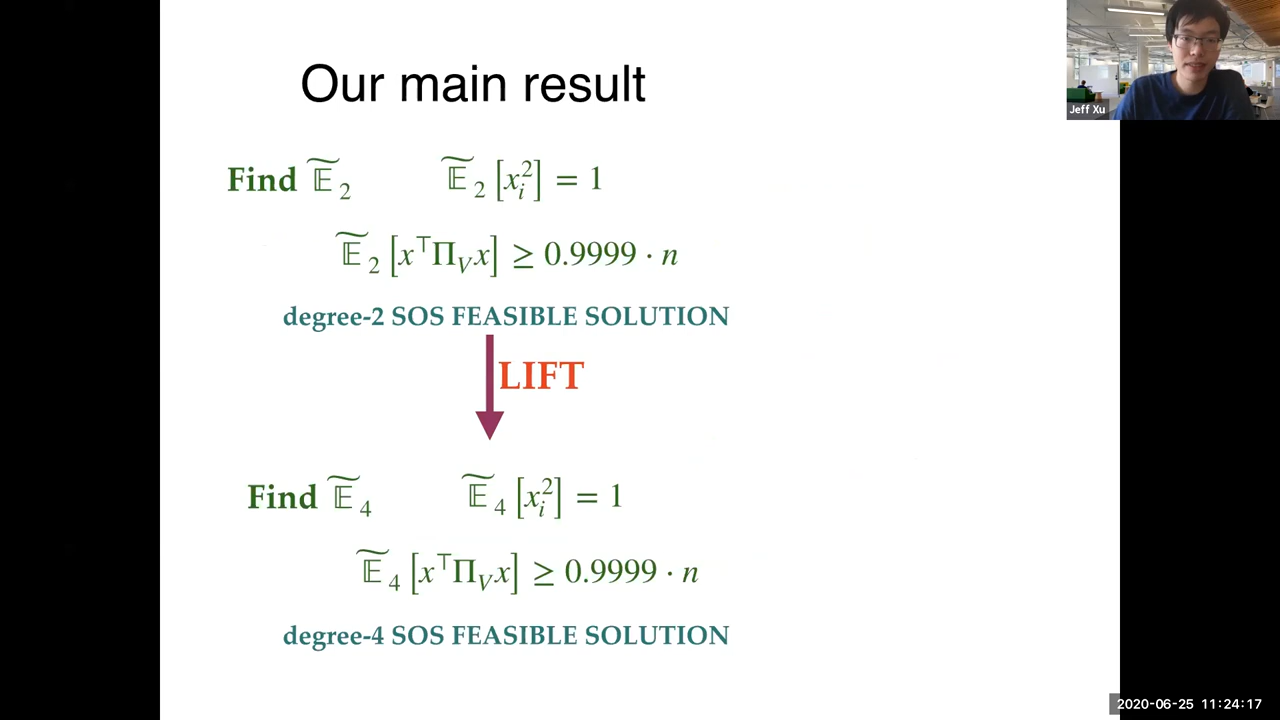 Our main result
Jeff Xu
Find 𝔼̃₂ 𝔼̃₂ [xᵢ²] = 1
𝔼̃₂ [x⊤Π_V x] ≥ 0.9999 · n
degree-2 SOS FEASIBLE SOLUTION
LIFT
Find 𝔼̃₄ 𝔼̃₄ [xᵢ²] = 1
𝔼̃₄ [x⊤Π_V x] ≥ 0.9999 · n
degree-4 SOS FEASIBLE SOLUTION
2020-06-25 11:24:17